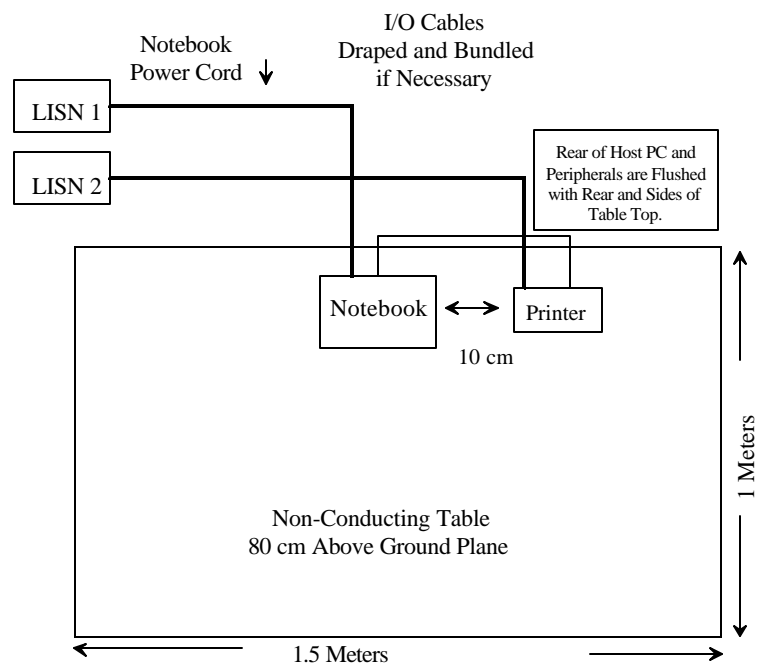 I/O Cables
Draped and Bundled
if Necessary
Notebook
Power Cord
LISN 1
LISN 2
Rear of Host PC and
Peripherals are Flushed
with Rear and Sides of
Table Top.
Notebook
Printer
10 cm
1 Meters
Non-Conducting Table
80 cm Above Ground Plane
1.5 Meters